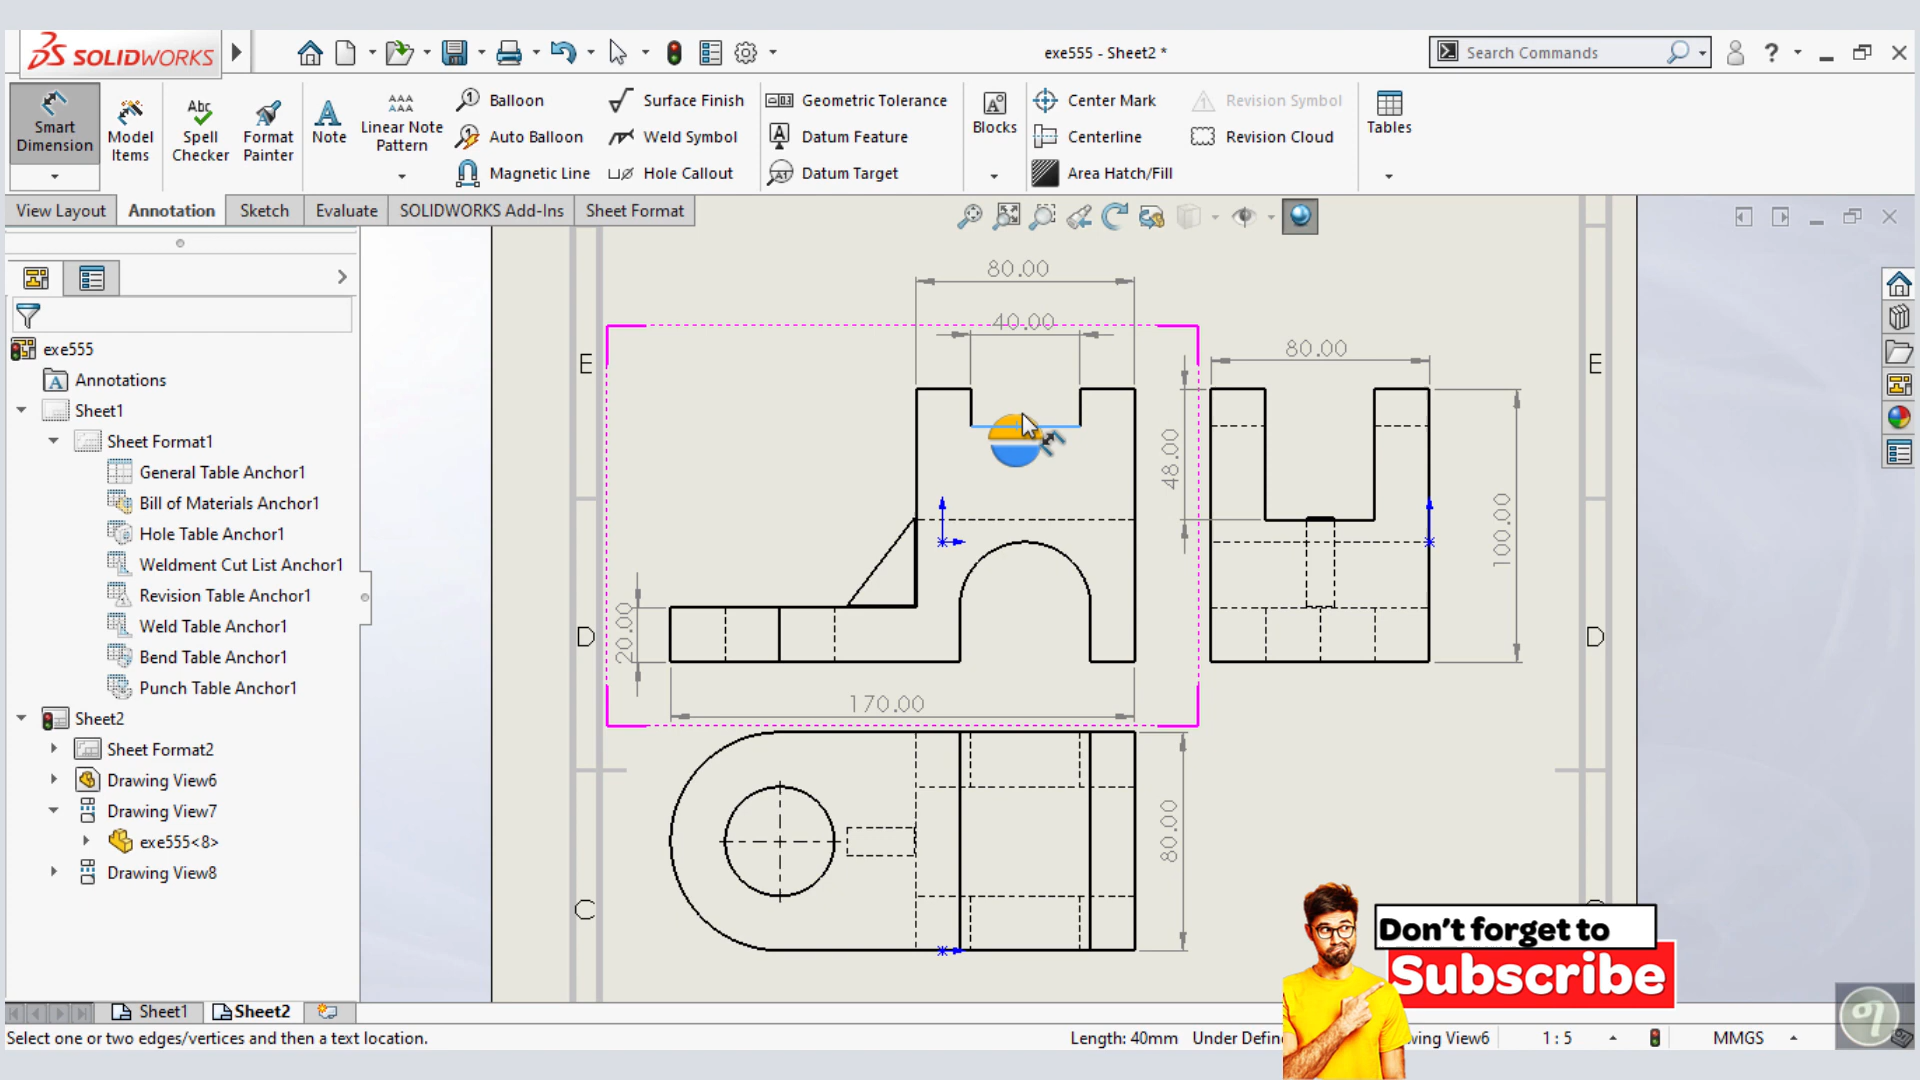 SOLIDWORKS
exe555 - Sheet2 *
Search Commands
?
Smart Dimension
Model Items
Abc
Spell Checker
Format Painter
A
Note
AAA
AAA
Linear Note Pattern
Balloon
Auto Balloon
Magnetic Line
Surface Finish
Weld Symbol
Hole Callout
Geometric Tolerance
Datum Feature
Datum Target
Blocks
Center Mark
Centerline
Area Hatch/Fill
Revision Symbol
Revision Cloud
Tables
View Layout
Annotation
Sketch
Evaluate
SOLIDWORKS Add-Ins
Sheet Format
exe555
Annotations
Sheet1
Sheet Format1
General Table Anchor1
Bill of Materials Anchor1
Hole Table Anchor1
Weldment Cut List Anchor1
Revision Table Anchor1
Weld Table Anchor1
Bend Table Anchor1
Punch Table Anchor1
Sheet2
Sheet Format2
Drawing View6
Drawing View7
exe555<8>
Drawing View8
E
E
D
D
C
80.00
40.00
80.00
48.00
100.00
20.00
170.00
80.00
Don't forget to
Subscribe
Sheet1
Sheet2
Select one or two edges/vertices and then a text location.
Length: 40mm
Under Defin
View6
1 : 5
MMGS